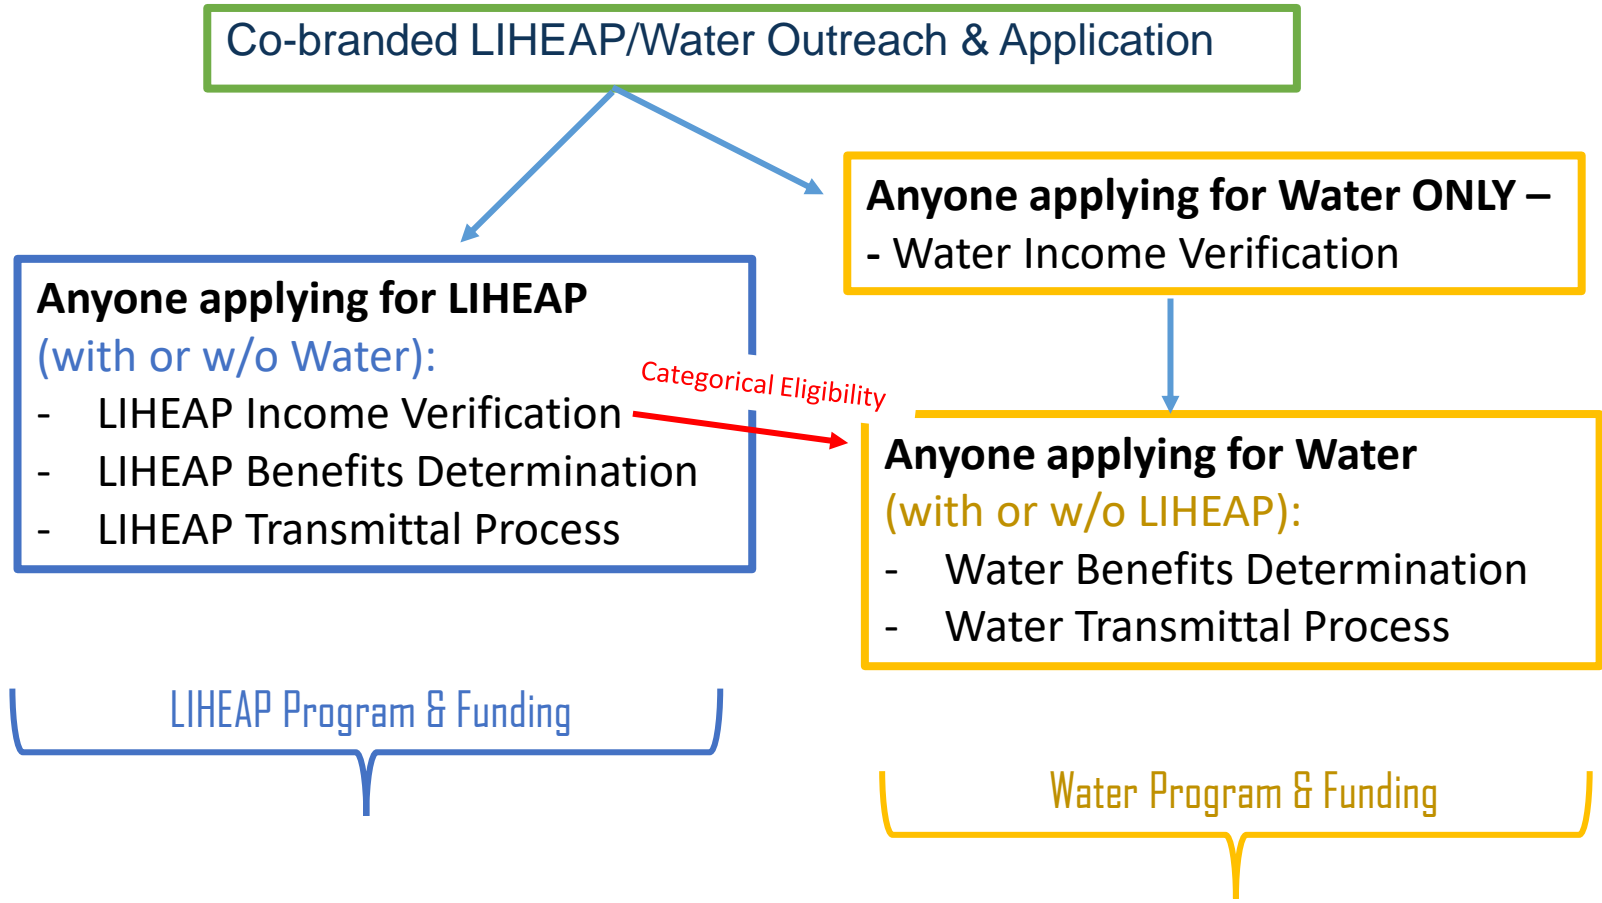 Co-branded LIHEAP/Water Outreach & Application
Anyone applying for Water ONLY –
- Water Income Verification
Anyone applying for LIHEAP
(with or w/o Water):
- LIHEAP Income Verification
- LIHEAP Benefits Determination
- LIHEAP Transmittal Process
Categorical Eligibility
Anyone applying for Water
(with or w/o LIHEAP):
- Water Benefits Determination
- Water Transmittal Process
LIHEAP Program & Funding
Water Program & Funding